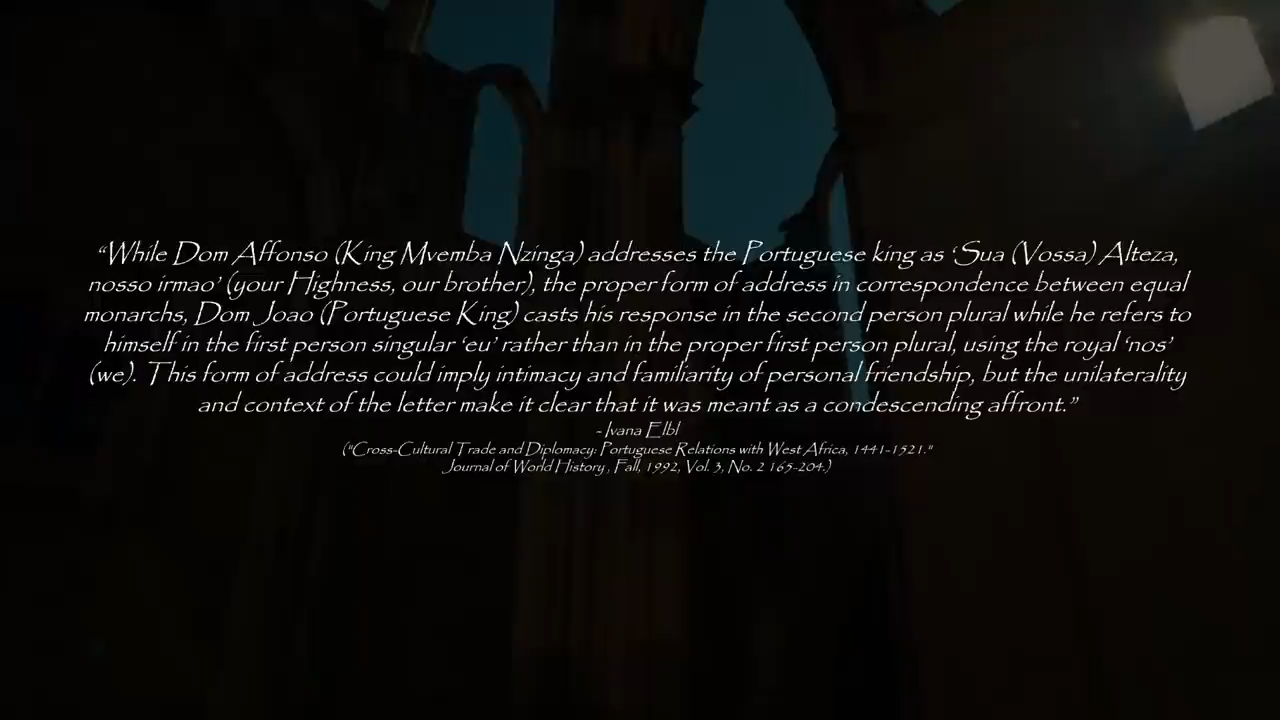 “While Dom Affonso (King Mvemba Nzinga) addresses the Portuguese king as ‘Sua (Vossa) Alteza,
nosso irmao’ (your Highness, our brother), the proper form of address in correspondence between equal
monarchs, Dom Joao (Portuguese King) casts his response in the second person plural while he refers to
himself in the first person singular ‘eu’ rather than in the proper first person plural, using the royal ‘nos’
(we). This form of address could imply intimacy and familiarity of personal friendship, but the unilaterality
and context of the letter make it clear that it was meant as a condescending affront.”
- Ivana Elbl
("Cross-Cultural Trade and Diplomacy: Portuguese Relations with West Africa, 1441-1521."
Journal of World History , Fall, 1992, Vol. 3, No. 2 165-204.)